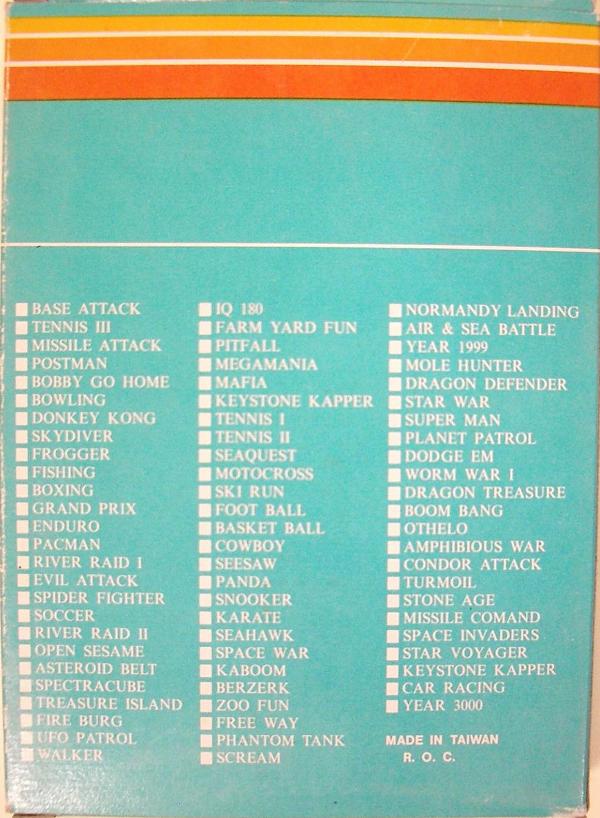 BASE ATTACK
TENNIS III
MISSILE ATTACK
POSTMAN
BOBBY GO HOME
BOWLING
DONKEY KONG
SKYDIVER
FROGGER
FISHING
BOXING
GRAND PRIX
ENDURO
PACMAN
RIVER RAID I
EVIL ATTACK
SPIDER FIGHTER
SOCCER
RIVER RAID II
OPEN SESAME
ASTEROID BELT
SPECTRACUBE
TREASURE ISLAND
FIRE BURG
UFO PATROL
WALKER
IQ 180
FARM YARD FUN
PITFALL
MEGAMANIA
MAFIA
KEYSTONE KAPPER
TENNIS I
TENNIS II
SEAQUEST
MOTOCROSS
SKI RUN
FOOT BALL
BASKET BALL
COWBOY
SEESAW
PANDA
SNOOKER
KARATE
SEAHAWK
SPACE WAR
KABOOM
BERZERK
ZOO FUN
FREE WAY
PHANTOM TANK
SCREAM
NORMANDY LANDING
AIR & SEA BATTLE
YEAR 1999
MOLE HUNTER
DRAGON DEFENDER
STAR WAR
SUPER MAN
PLANET PATROL
DODGE EM
WORM WAR I
DRAGON TREASURE
BOOM BANG
OTHELO
AMPHIBIOUS WAR
CONDOR ATTACK
TURMOIL
STONE AGE
MISSILE COMAND
SPACE INVADERS
STAR VOYAGER
KEYSTONE KAPPER
CAR RACING
YEAR 3000
MADE IN TAIWAN
R. O. C.